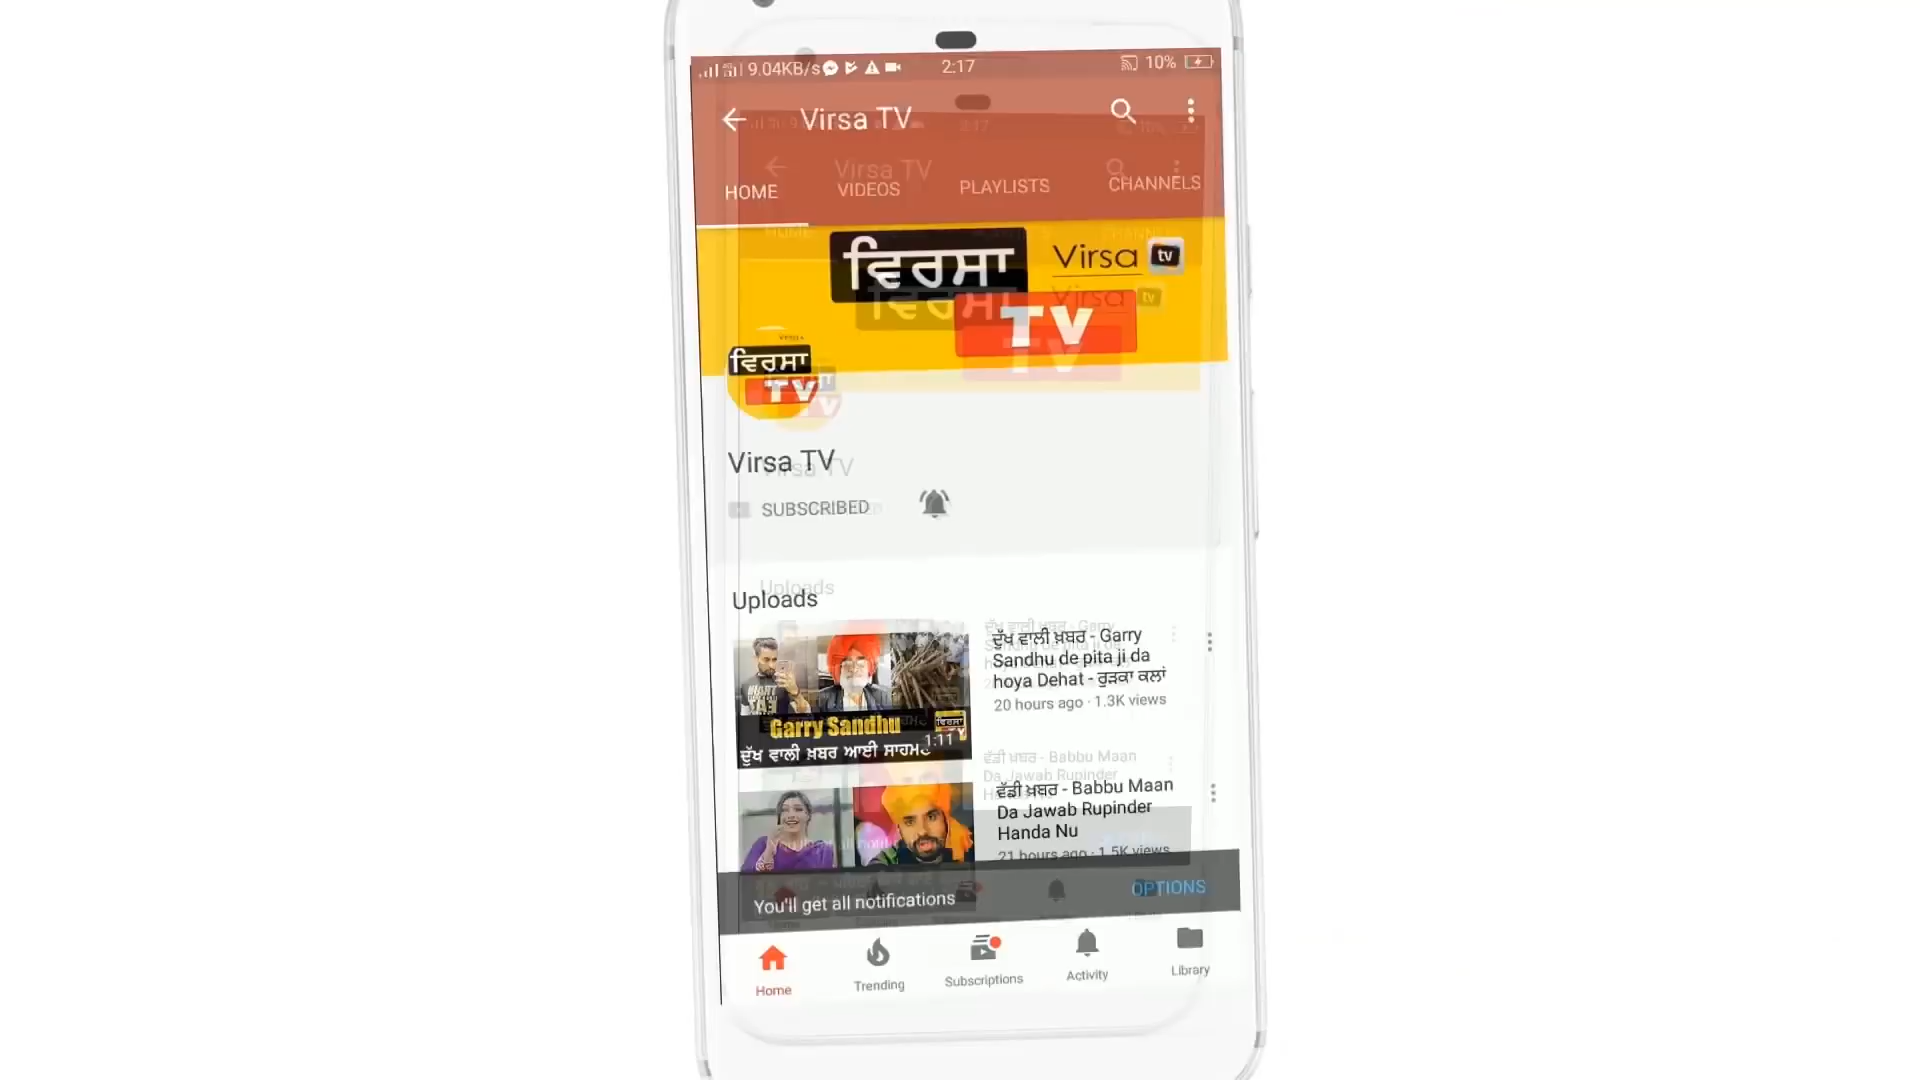 9.04KB/s
2:17
10%
Virsa TV
HOME
VIDEOS
PLAYLISTS
CHANNELS
ਵਿਰਸਾ
TV
Virsa tv
ਵਿਰਸਾ
TV
Virsa TV
SUBSCRIBED
Uploads
Garry Sandhu
ਦੁੱਖ ਵਾਲੀ ਖ਼ਬਰ ਆਈ ਸਾਹਮਣੇ
ਵਿਰਸਾ
1:11
ਦੁੱਖ ਵਾਲੀ ਖ਼ਬਰ - Garry
Sandhu de pita ji da
hoya Dehat - ਰੁੜਕਾ ਕਲਾਂ
20 hours ago · 1.3K views
ਵੱਡੀ ਖ਼ਬਰ - Babbu Maan
Da Jawab Rupinder
Handa Nu
21 hours ago · 1.5K views
You'll get all notifications
OPTIONS
Home
Trending
Subscriptions
Activity
Library